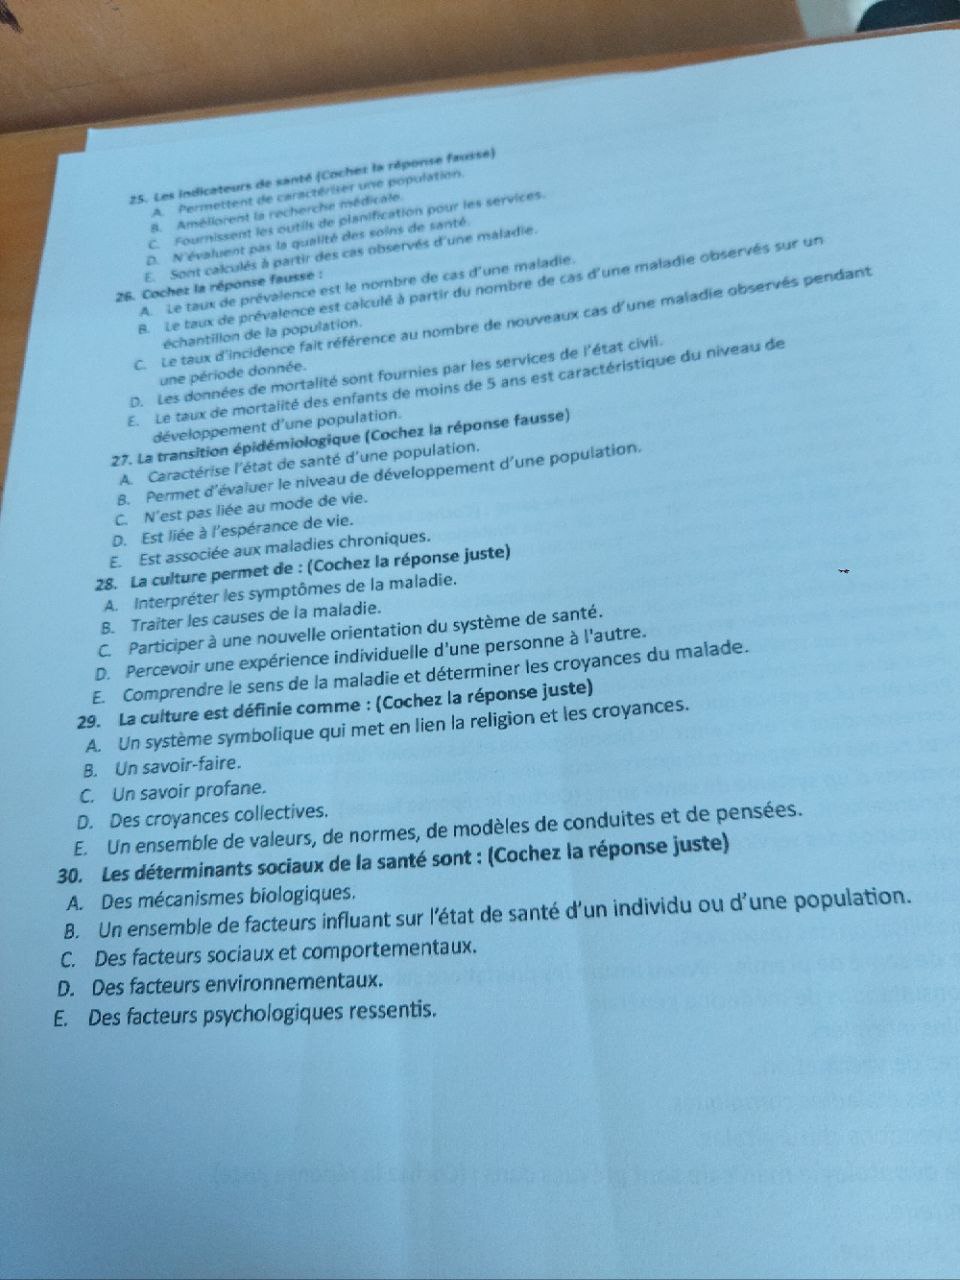 25. Les indicateurs de santé (Cochez la réponse fausse)
A. Permettent de caractériser une population.
B. Améliorent la recherche médicale.
C. Fournissent les outils de planification pour les services.
D. N'évaluent pas la qualité des soins de santé.
E. Sont calculés à partir des cas observés d'une maladie.
26. Cochez la réponse fausse :
A. Le taux de prévalence est le nombre de cas d'une maladie.
B. Le taux de prévalence est calculé à partir du nombre de cas d'une maladie observés sur un
échantillon de la population.
C. Le taux d'incidence fait référence au nombre de nouveaux cas d'une maladie observés pendant
une période donnée.
D. Les données de mortalité sont fournies par les services de l'état civil.
E. Le taux de mortalité des enfants de moins de 5 ans est caractéristique du niveau de
développement d'une population.
27. La transition épidémiologique (Cochez la réponse fausse)
A. Caractérise l'état de santé d'une population.
B. Permet d'évaluer le niveau de développement d'une population.
C. N'est pas liée au mode de vie.
D. Est liée à l'espérance de vie.
E. Est associée aux maladies chroniques.
28. La culture permet de : (Cochez la réponse juste)
A. Interpréter les symptômes de la maladie.
B. Traiter les causes de la maladie.
C. Participer à une nouvelle orientation du système de santé.
D. Percevoir une expérience individuelle d'une personne à l'autre.
E. Comprendre le sens de la maladie et déterminer les croyances du malade.
29. La culture est définie comme : (Cochez la réponse juste)
A. Un système symbolique qui met en lien la religion et les croyances.
B. Un savoir-faire.
C. Un savoir profane.
D. Des croyances collectives.
E. Un ensemble de valeurs, de normes, de modèles de conduites et de pensées.
30. Les déterminants sociaux de la santé sont : (Cochez la réponse juste)
A. Des mécanismes biologiques.
B. Un ensemble de facteurs influant sur l'état de santé d'un individu ou d'une population.
C. Des facteurs sociaux et comportementaux.
D. Des facteurs environnementaux.
E. Des facteurs psychologiques ressentis.